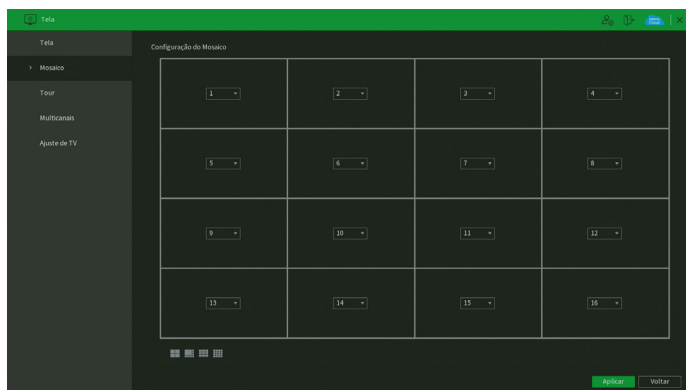 Tela
Tela
Configuração do Mosaico
Mosaico
Tour
Multicanais
Ajuste de TV
1
2
3
4
5
6
7
8
9
10
11
12
13
14
15
16
Aplicar
Voltar